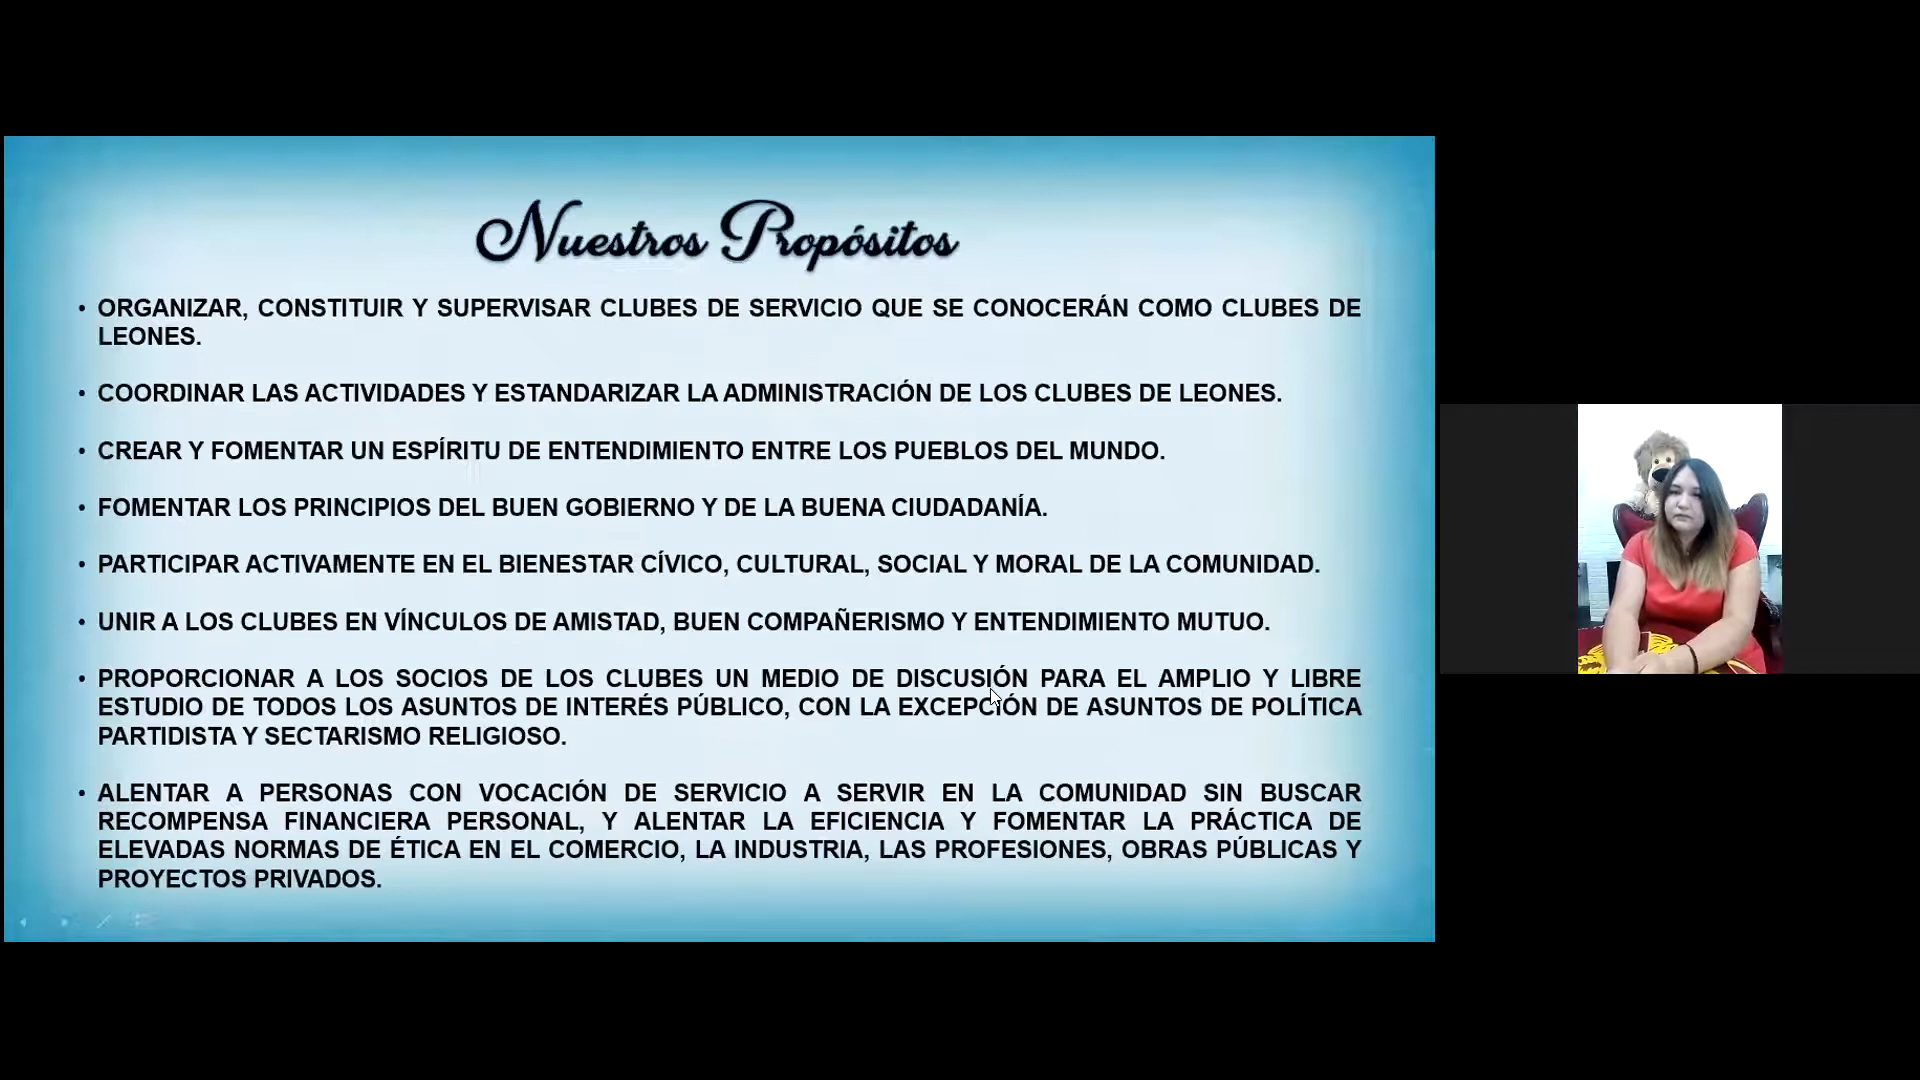 Nuestros Propósitos
• ORGANIZAR, CONSTITUIR Y SUPERVISAR CLUBES DE SERVICIO QUE SE CONOCERÁN COMO CLUBES DE
LEONES.
• COORDINAR LAS ACTIVIDADES Y ESTANDARIZAR LA ADMINISTRACIÓN DE LOS CLUBES DE LEONES.
• CREAR Y FOMENTAR UN ESPÍRITU DE ENTENDIMIENTO ENTRE LOS PUEBLOS DEL MUNDO.
• FOMENTAR LOS PRINCIPIOS DEL BUEN GOBIERNO Y DE LA BUENA CIUDADANÍA.
• PARTICIPAR ACTIVAMENTE EN EL BIENESTAR CÍVICO, CULTURAL, SOCIAL Y MORAL DE LA COMUNIDAD.
• UNIR A LOS CLUBES EN VÍNCULOS DE AMISTAD, BUEN COMPAÑERISMO Y ENTENDIMIENTO MUTUO.
• PROPORCIONAR A LOS SOCIOS DE LOS CLUBES UN MEDIO DE DISCUSIÓN PARA EL AMPLIO Y LIBRE
ESTUDIO DE TODOS LOS ASUNTOS DE INTERÉS PÚBLICO, CON LA EXCEPCIÓN DE ASUNTOS DE POLÍTICA
PARTIDISTA Y SECTARISMO RELIGIOSO.
• ALENTAR A PERSONAS CON VOCACIÓN DE SERVICIO A SERVIR EN LA COMUNIDAD SIN BUSCAR
RECOMPENSA FINANCIERA PERSONAL, Y ALENTAR LA EFICIENCIA Y FOMENTAR LA PRÁCTICA DE
ELEVADAS NORMAS DE ÉTICA EN EL COMERCIO, LA INDUSTRIA, LAS PROFESIONES, OBRAS PÚBLICAS Y
PROYECTOS PRIVADOS.